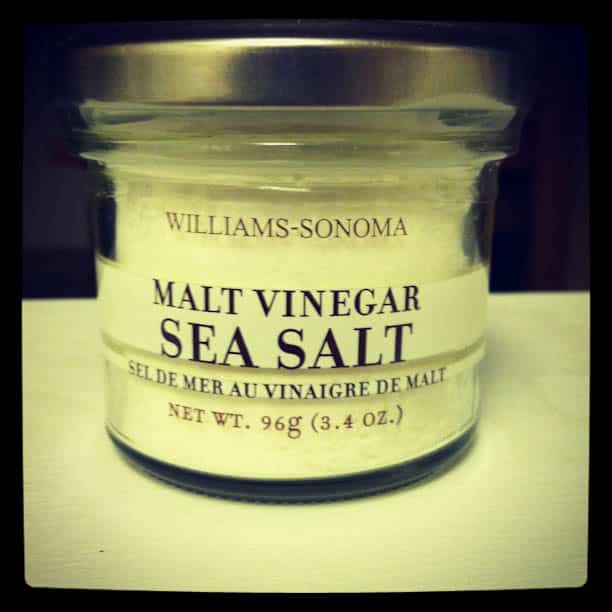 WILLIAMS-SONOMA
MALT VINEGAR
SEA SALT
SEL DE MER AU VINAIGRE DE MALT
NET WT. 96g (3.4 OZ.)